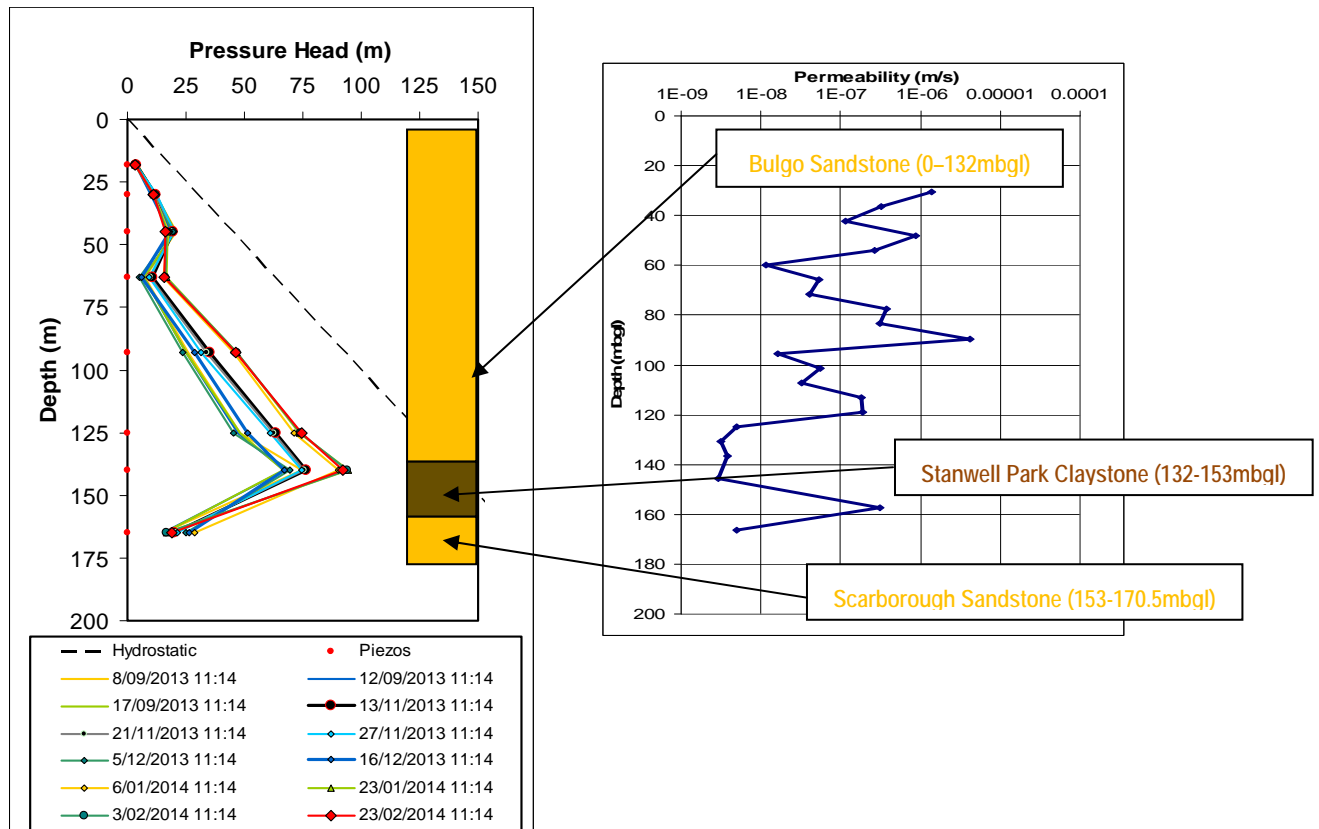 Pressure Head (m)
0 25 50 75 100 125 150
0
25
50
75
100
125
150
175
200
Depth (m)
Hydrostatic Piezos
8/09/2013 11:14 12/09/2013 11:14
17/09/2013 11:14 13/11/2013 11:14
21/11/2013 11:14 27/11/2013 11:14
5/12/2013 11:14 16/12/2013 11:14
6/01/2014 11:14 23/01/2014 11:14
3/02/2014 11:14 23/02/2014 11:14
Permeability (m/s)
1E-09 1E-08 1E-07 1E-06 0.00001 0.0001
0
20
40
60
80
100
120
140
160
180
200
Depth (mbgl)
Bulgo Sandstone (0–132mbgl)
Stanwell Park Claystone (132-153mbgl)
Scarborough Sandstone (153-170.5mbgl)